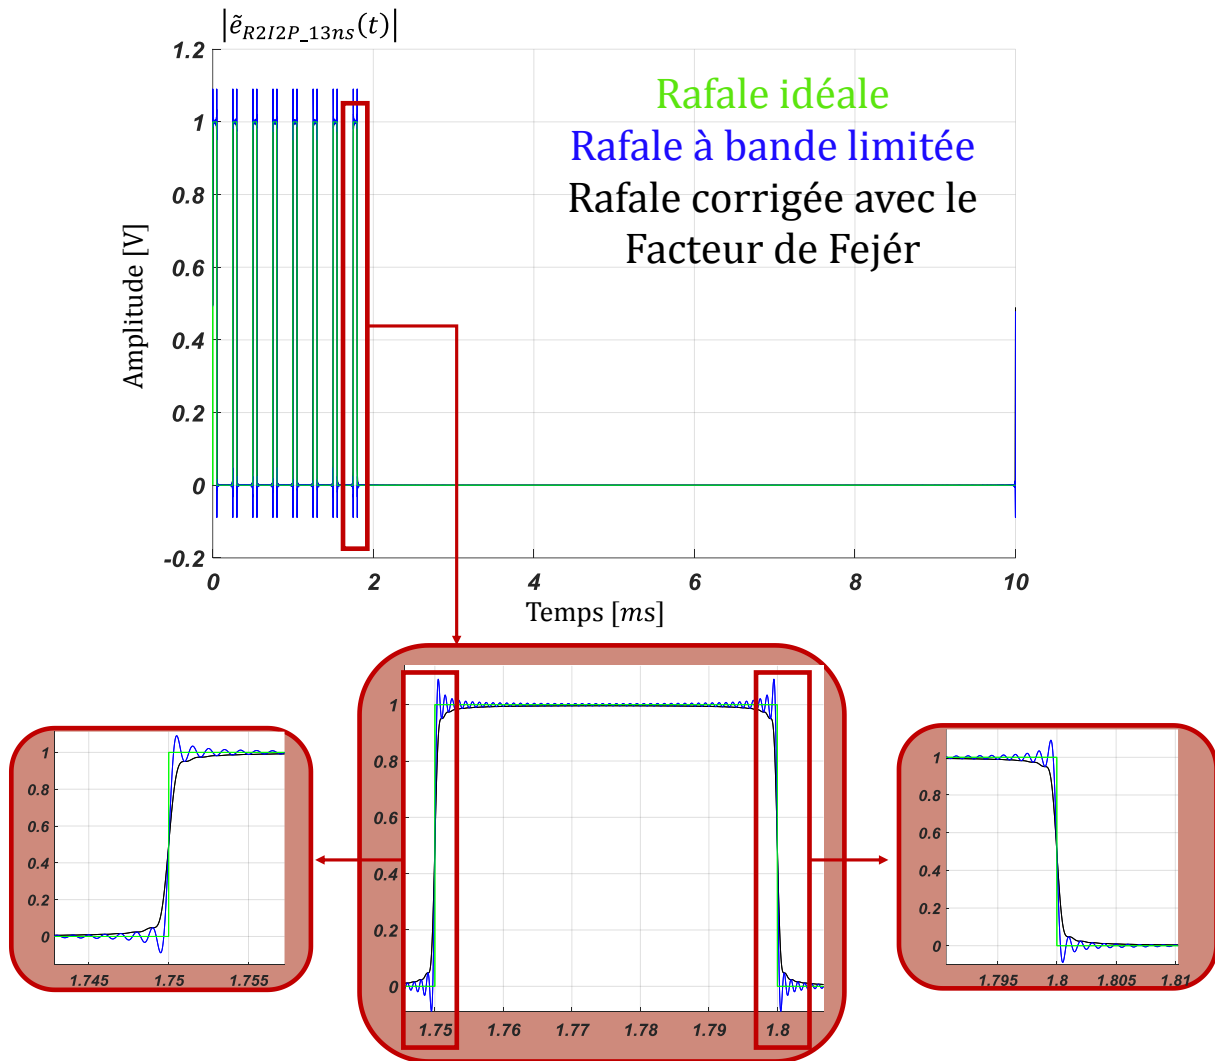 |ẽ_R2I2P_13ns(t)|
Rafale idéale
Rafale à bande limitée
Rafale corrigée avec le
Facteur de Fejér
Amplitude [V]
1.2
1
0.8
0.6
0.4
0.2
0
-0.2
0 2 4 6 8 10
Temps [ms]
1
0.8
0.6
0.4
0.2
0
1.745 1.75 1.755
1
0.8
0.6
0.4
0.2
0
1.75 1.76 1.77 1.78 1.79 1.8
1
0.8
0.6
0.4
0.2
0
1.795 1.8 1.805 1.81